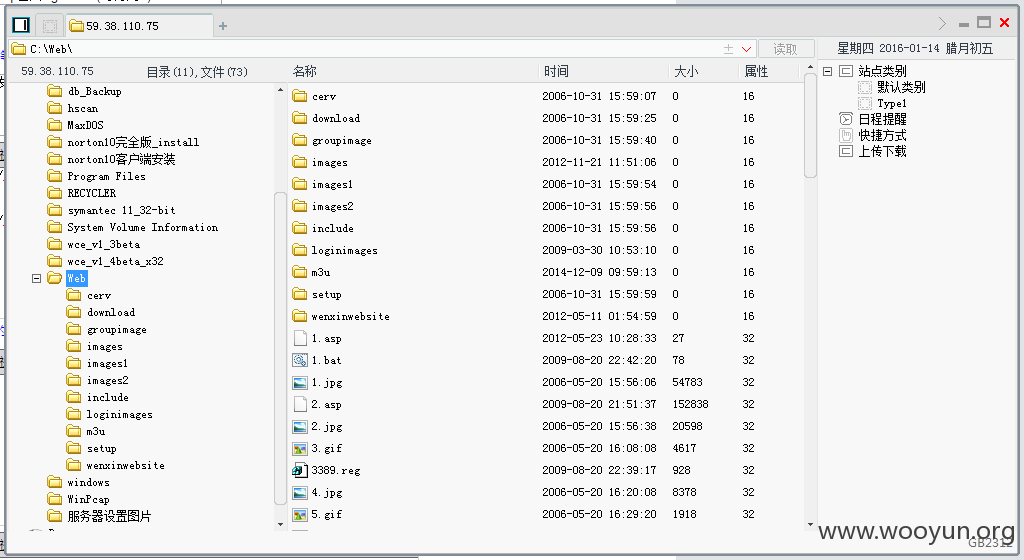 59.38.110.75
C:\Web\ 读取 星期四 2016-01-14 腊月初五
59.38.110.75 目录(11),文件(73)
db_Backup
hscan
MaxDOS
norton10完全版_install
norton10客户端安装
Program Files
RECYCLER
symantec 11_32-bit
System Volume Information
wce_v1_3beta
wce_v1_4beta_x32
Web
cerv
download
groupimage
images
images1
images2
include
loginimages
m3u
setup
wenxinwebsite
windows
WinPcap
服务器设置图片
名称 时间 大小 属性
cerv 2006-10-31 15:59:07 0 16
download 2006-10-31 15:59:25 0 16
groupimage 2006-10-31 15:59:40 0 16
images 2012-11-21 11:51:06 0 16
images1 2006-10-31 15:59:54 0 16
images2 2006-10-31 15:59:56 0 16
include 2006-10-31 15:59:56 0 16
loginimages 2009-03-30 10:53:10 0 16
m3u 2014-12-09 09:59:13 0 16
setup 2006-10-31 15:59:59 0 16
wenxinwebsite 2012-05-11 01:54:59 0 16
1.asp 2012-05-23 10:28:33 27 32
1.bat 2009-08-20 22:42:20 78 32
1.jpg 2006-05-20 15:56:06 54783 32
2.asp 2009-08-20 21:51:37 152838 32
2.jpg 2006-05-20 15:56:38 20598 32
3.gif 2006-05-20 16:08:08 4617 32
3389.reg 2009-08-20 22:39:17 928 32
4.jpg 2006-05-20 16:20:08 8378 32
5.gif 2006-05-20 16:29:20 1918 32
站点类别
默认类别
Type1
日程提醒
快捷方式
上传下载
www.wooyun.org
GB2312